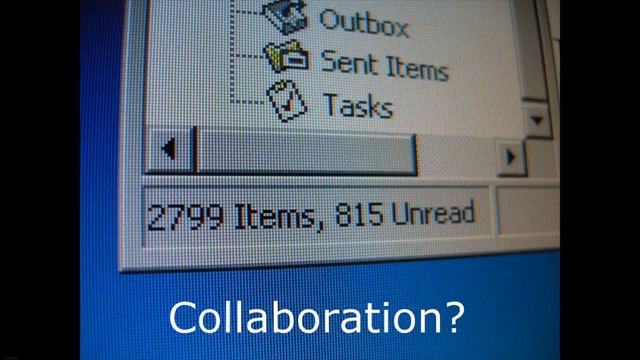 Outbox
Sent Items
Tasks
2799 Items, 815 Unread
Collaboration?